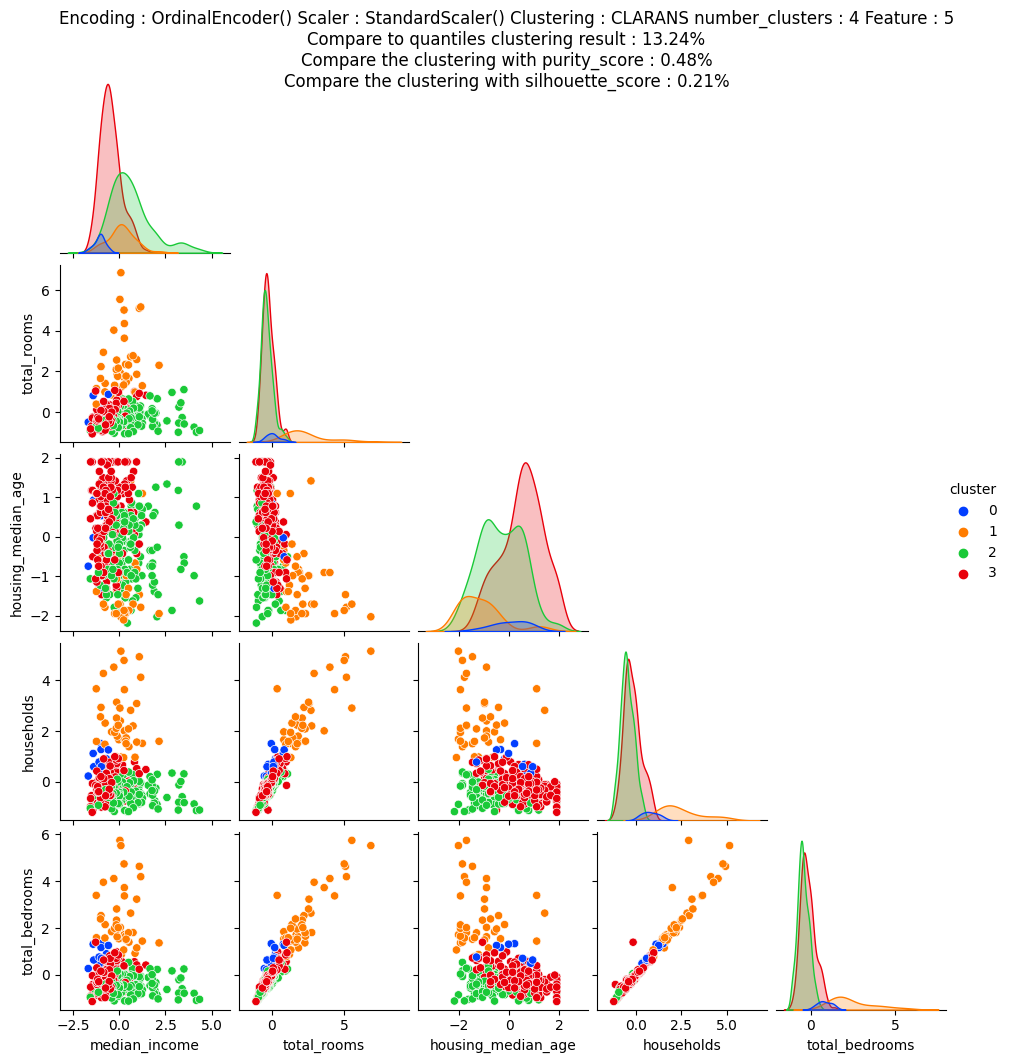 Encoding : OrdinalEncoder() Scaler : StandardScaler() Clustering : CLARANS number_clusters : 4 Feature : 5
Compare to quantiles clustering result : 13.24%
Compare the clustering with purity_score : 0.48%
Compare the clustering with silhouette_score : 0.21%
total_rooms
6
4
2
0
housing_median_age
2
1
0
−1
−2
cluster
0
1
2
3
households
4
2
0
total_bedrooms
6
4
2
0
−2.5 0.0 2.5 5.0
0 5
−2 0 2
0.0 2.5 5.0
0 5
median_income
total_rooms
housing_median_age
households
total_bedrooms